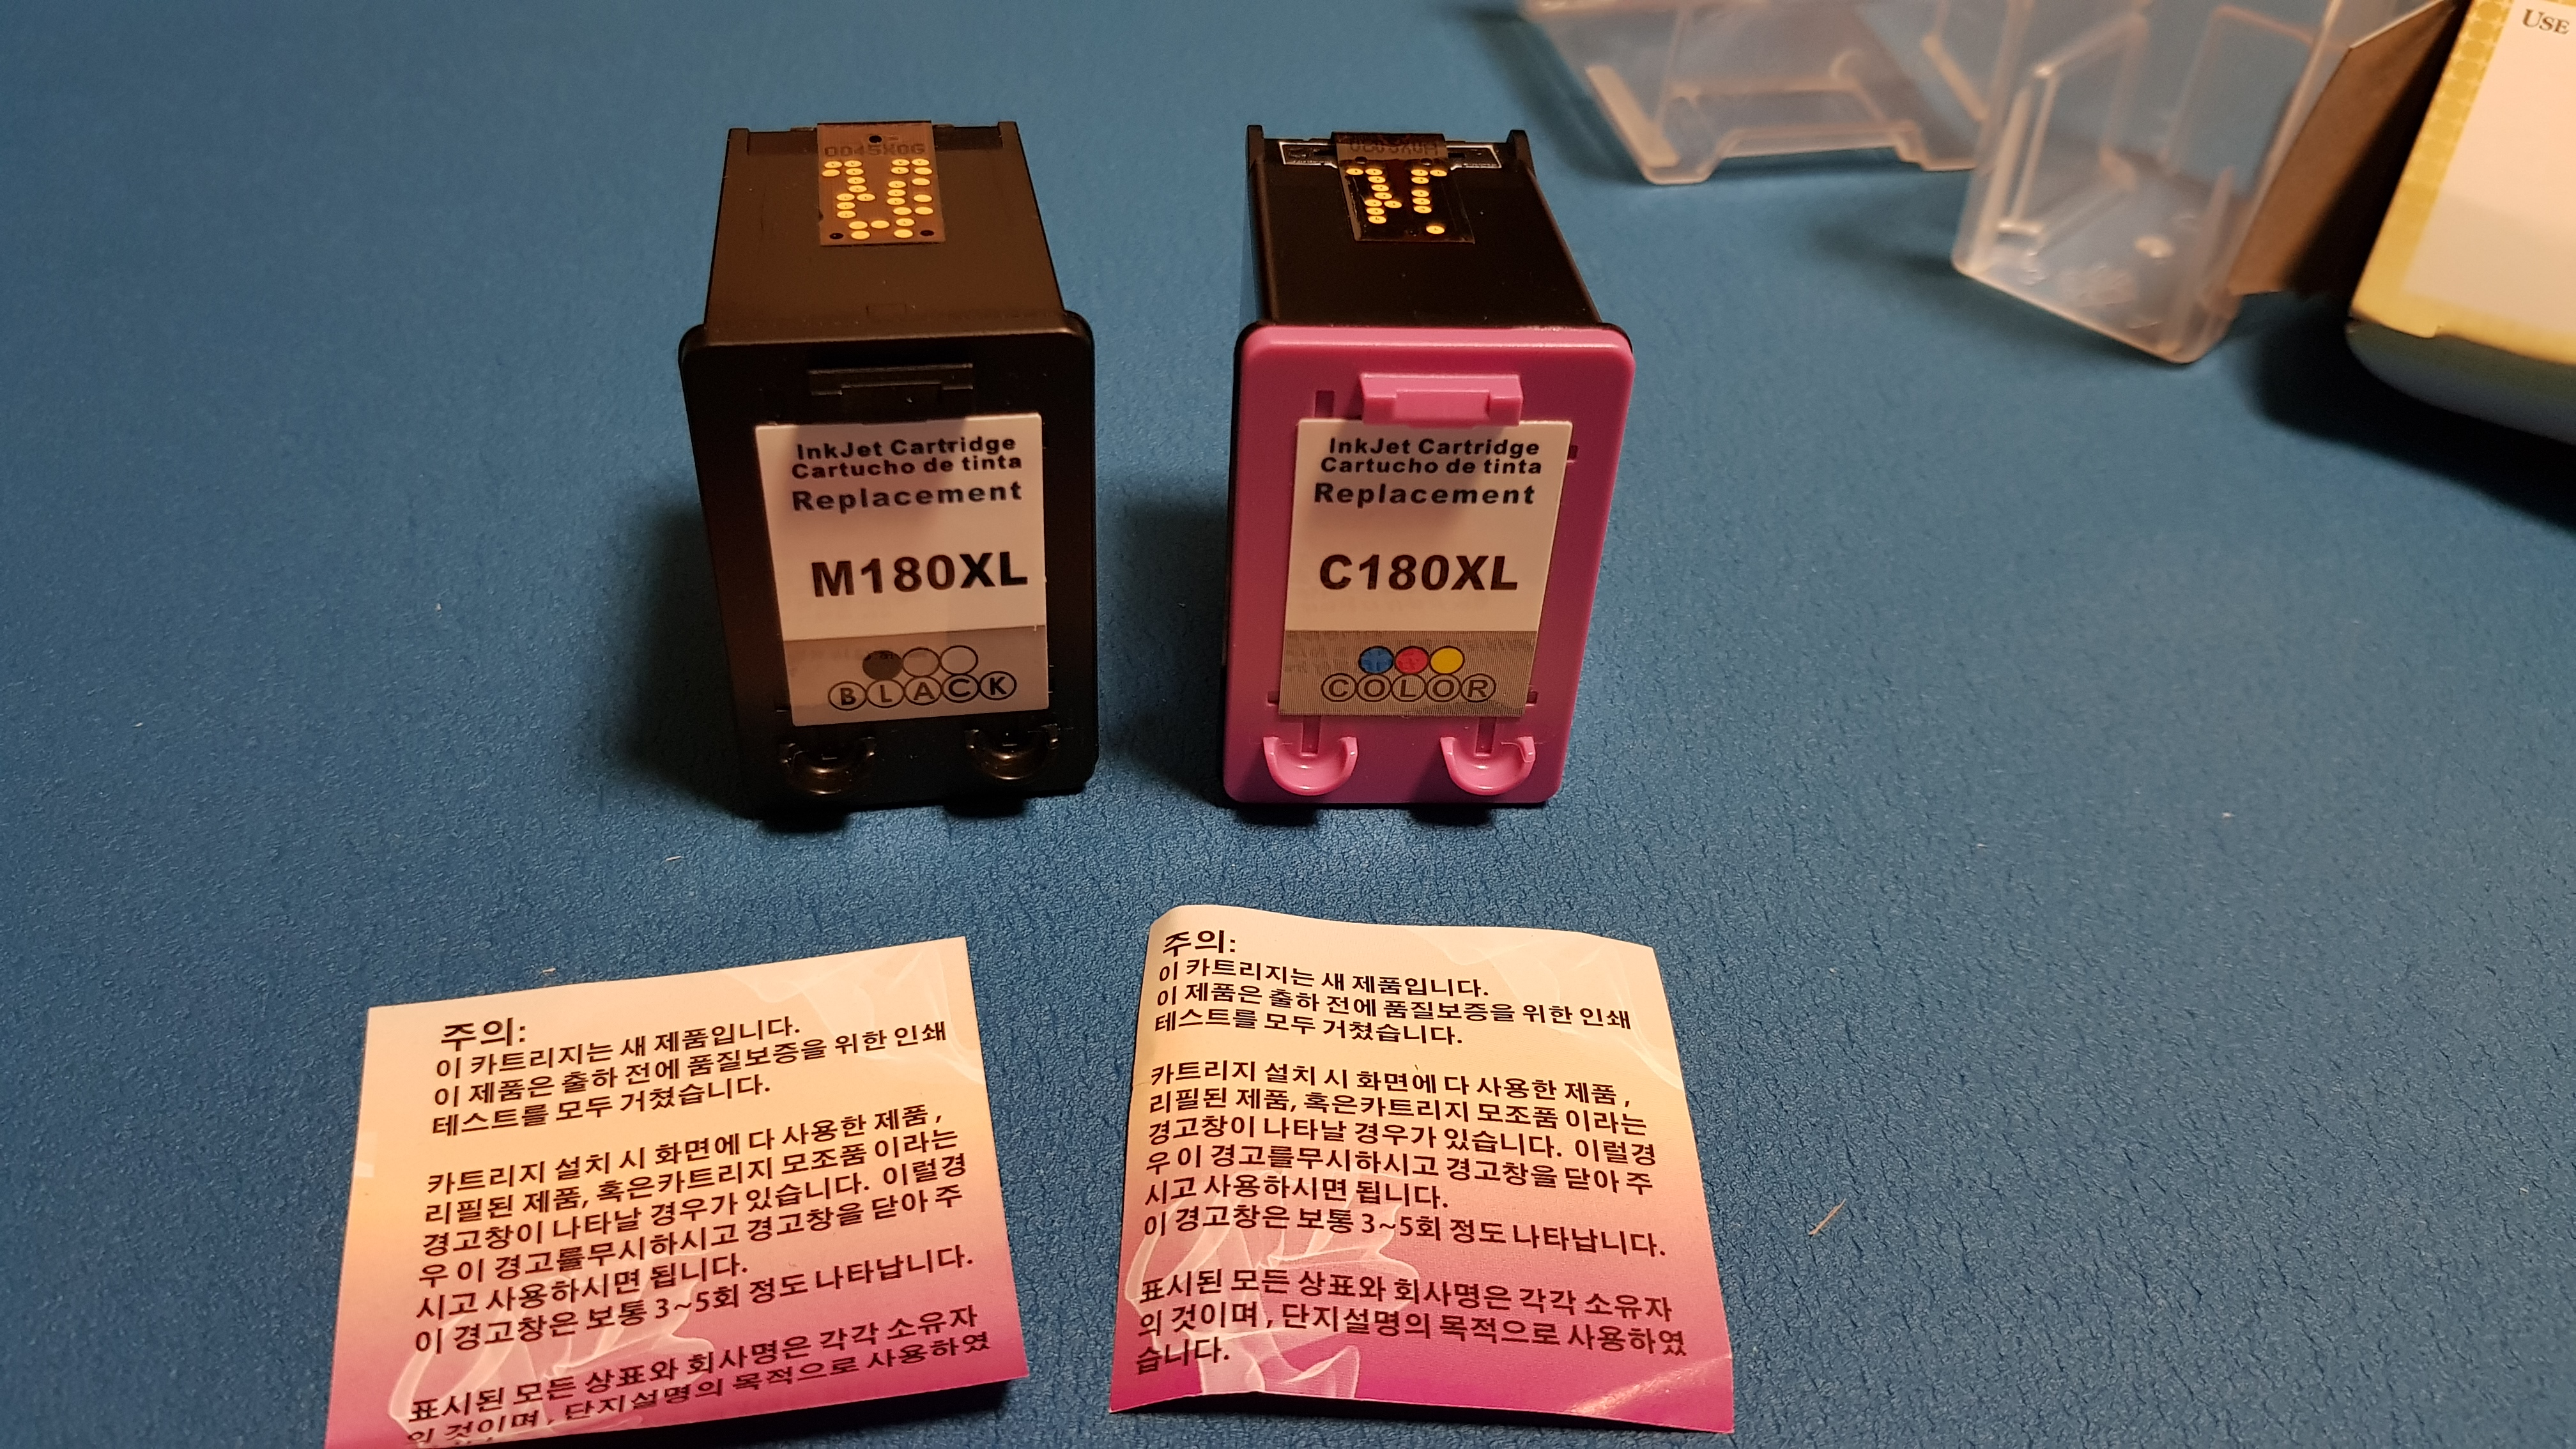 USE
InkJet Cartridge
Cartucho de tinta
Replacement
M180XL
BLACK
InkJet Cartridge
Cartucho de tinta
Replacement
C180XL
COLOR
주의:
이 카트리지는 새 제품입니다.
이 제품은 출하 전에 품질보증을 위한 인쇄
테스트를 모두 거쳤습니다.
카트리지 설치 시 화면에 다 사용한 제품 ,
리필된 제품, 혹은카트리지 모조품 이라는
경고창이 나타날 경우가 있습니다. 이럴경
우 이 경고를무시하시고 경고창을 닫아 주
시고 사용하시면 됩니다.
이 경고창은 보통 3~5회 정도 나타납니다.
표시된 모든 상표와 회사명은 각각 소유자
의 것이며 , 단지설명의 목적으로 사용하였
주의:
이 카트리지는 새 제품입니다.
이 제품은 출하 전에 품질보증을 위한 인쇄
테스트를 모두 거쳤습니다.
카트리지 설치 시 화면에 다 사용한 제품 ,
리필된 제품, 혹은카트리지 모조품 이라는
경고창이 나타날 경우가 있습니다. 이럴경
우 이 경고를무시하시고 경고창을 닫아 주
시고 사용하시면 됩니다.
이 경고창은 보통 3~5회 정도 나타납니다.
표시된 모든 상표와 회사명은 각각 소유자
의 것이며 , 단지설명의 목적으로 사용하였
습니다.